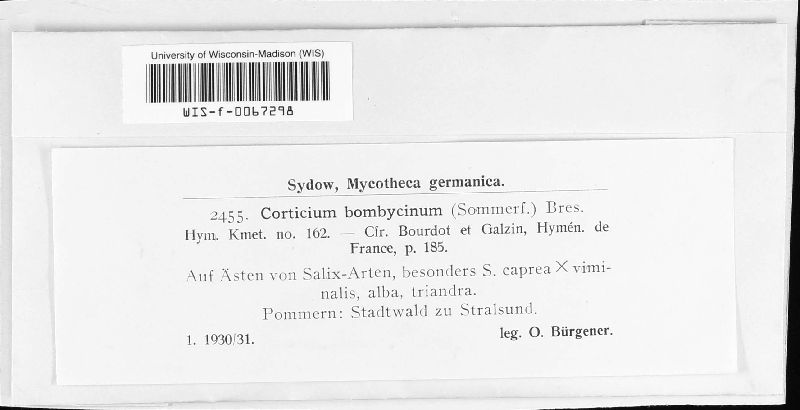 University of Wisconsin-Madison (WIS)
WIS-f-0067298
Sydow, Mycotheca germanica.
2455. Corticium bombycinum (Sommerf.) Bres.
Hym. Kmet. no. 162. — Cfr. Bourdot et Galzin, Hymén. de
France, p. 185.
Auf Ästen von Salix-Arten, besonders S. caprea × vimi-
nalis, alba, triandra.
Pommern: Stadtwald zu Stralsund.
1. 1930/31.
leg. O. Bürgener.